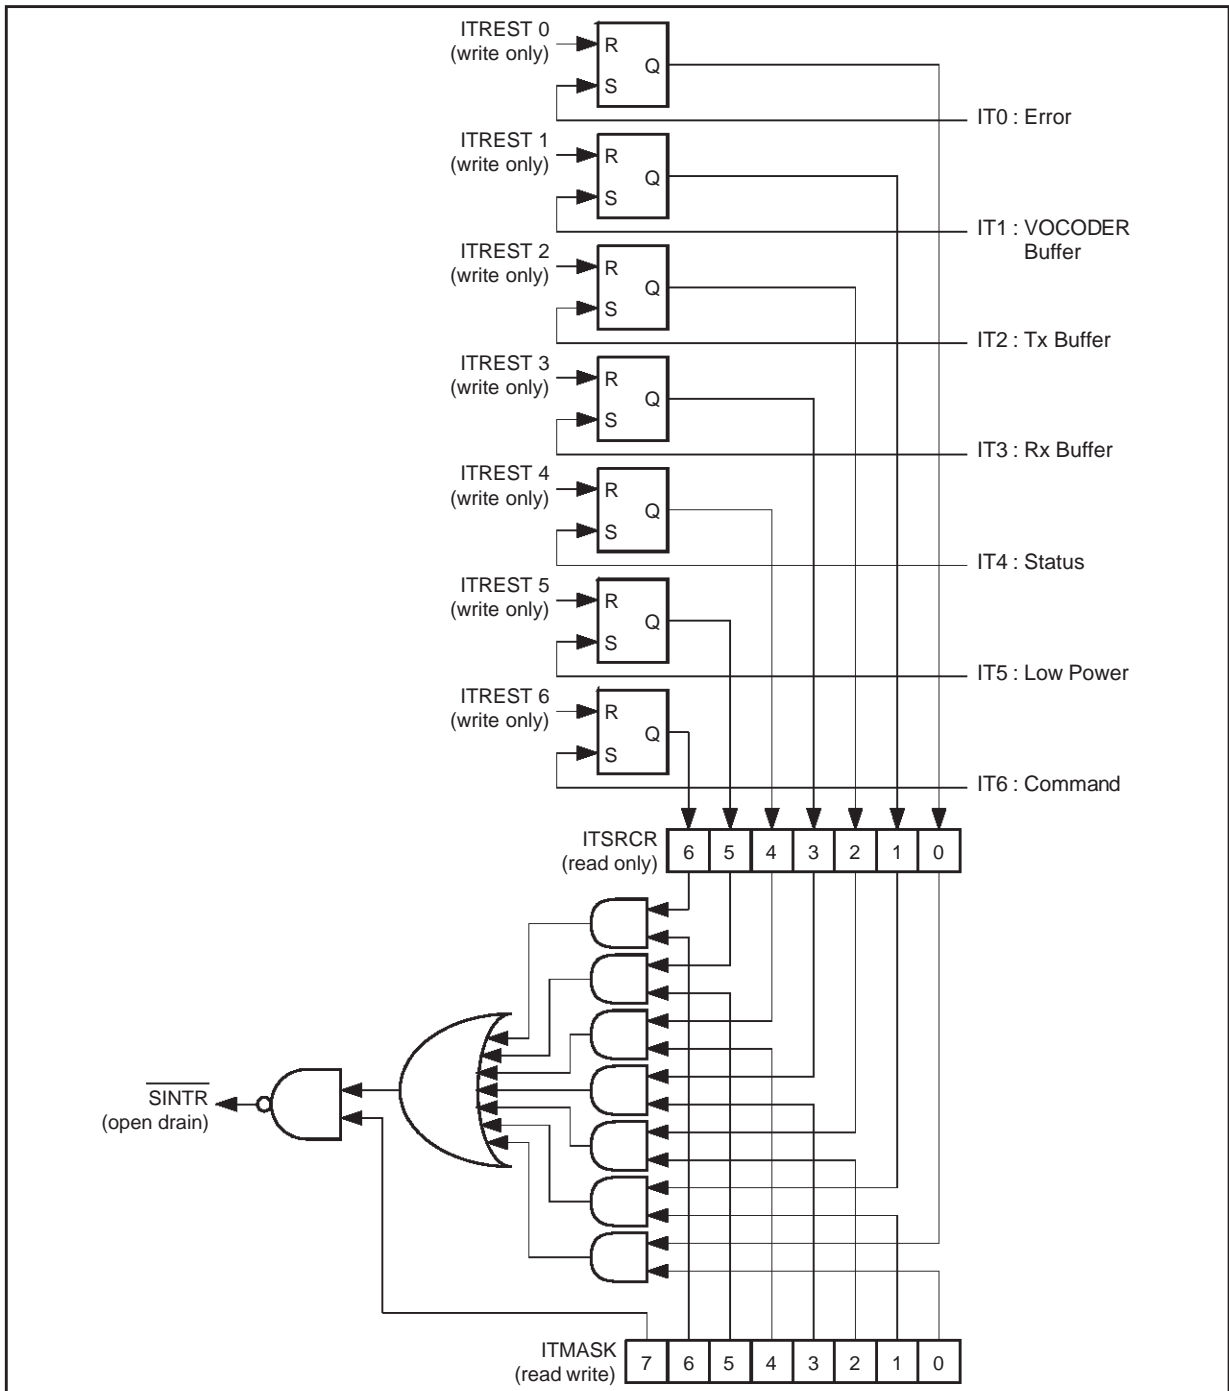 ITREST 0
(write only)
R
Q
S
IT0 : Error
ITREST 1
(write only)
R
Q
S
IT1 : VOCODER
Buffer
ITREST 2
(write only)
R
Q
S
IT2 : Tx Buffer
ITREST 3
(write only)
R
Q
S
IT3 : Rx Buffer
ITREST 4
(write only)
R
Q
S
IT4 : Status
ITREST 5
(write only)
R
Q
S
IT5 : Low Power
ITREST 6
(write only)
R
Q
S
IT6 : Command
ITSRCR
(read only)
6 5 4 3 2 1 0
SINTR
(open drain)
ITMASK
(read write)
7 6 5 4 3 2 1 0